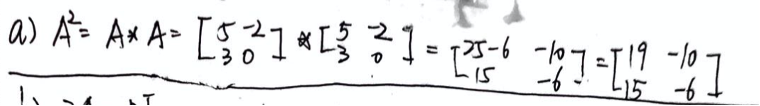 a) A² = A * A = [5 -2; 3 0] * [5 -2; 3 0] = [25-6 -10; 15 -6] = [19 -10; 15 -6]